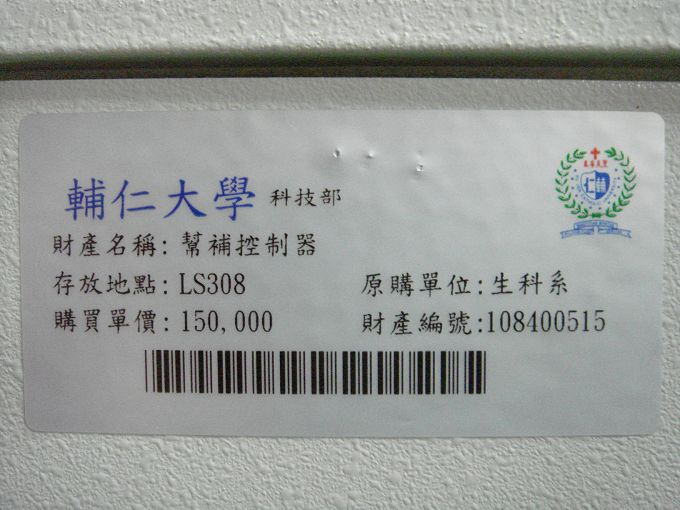 輔仁大學 科技部
財產名稱: 幫補控制器
存放地點: LS308 原購單位: 生科系
購買單價: 150,000 財產編號:108400515
仁輔